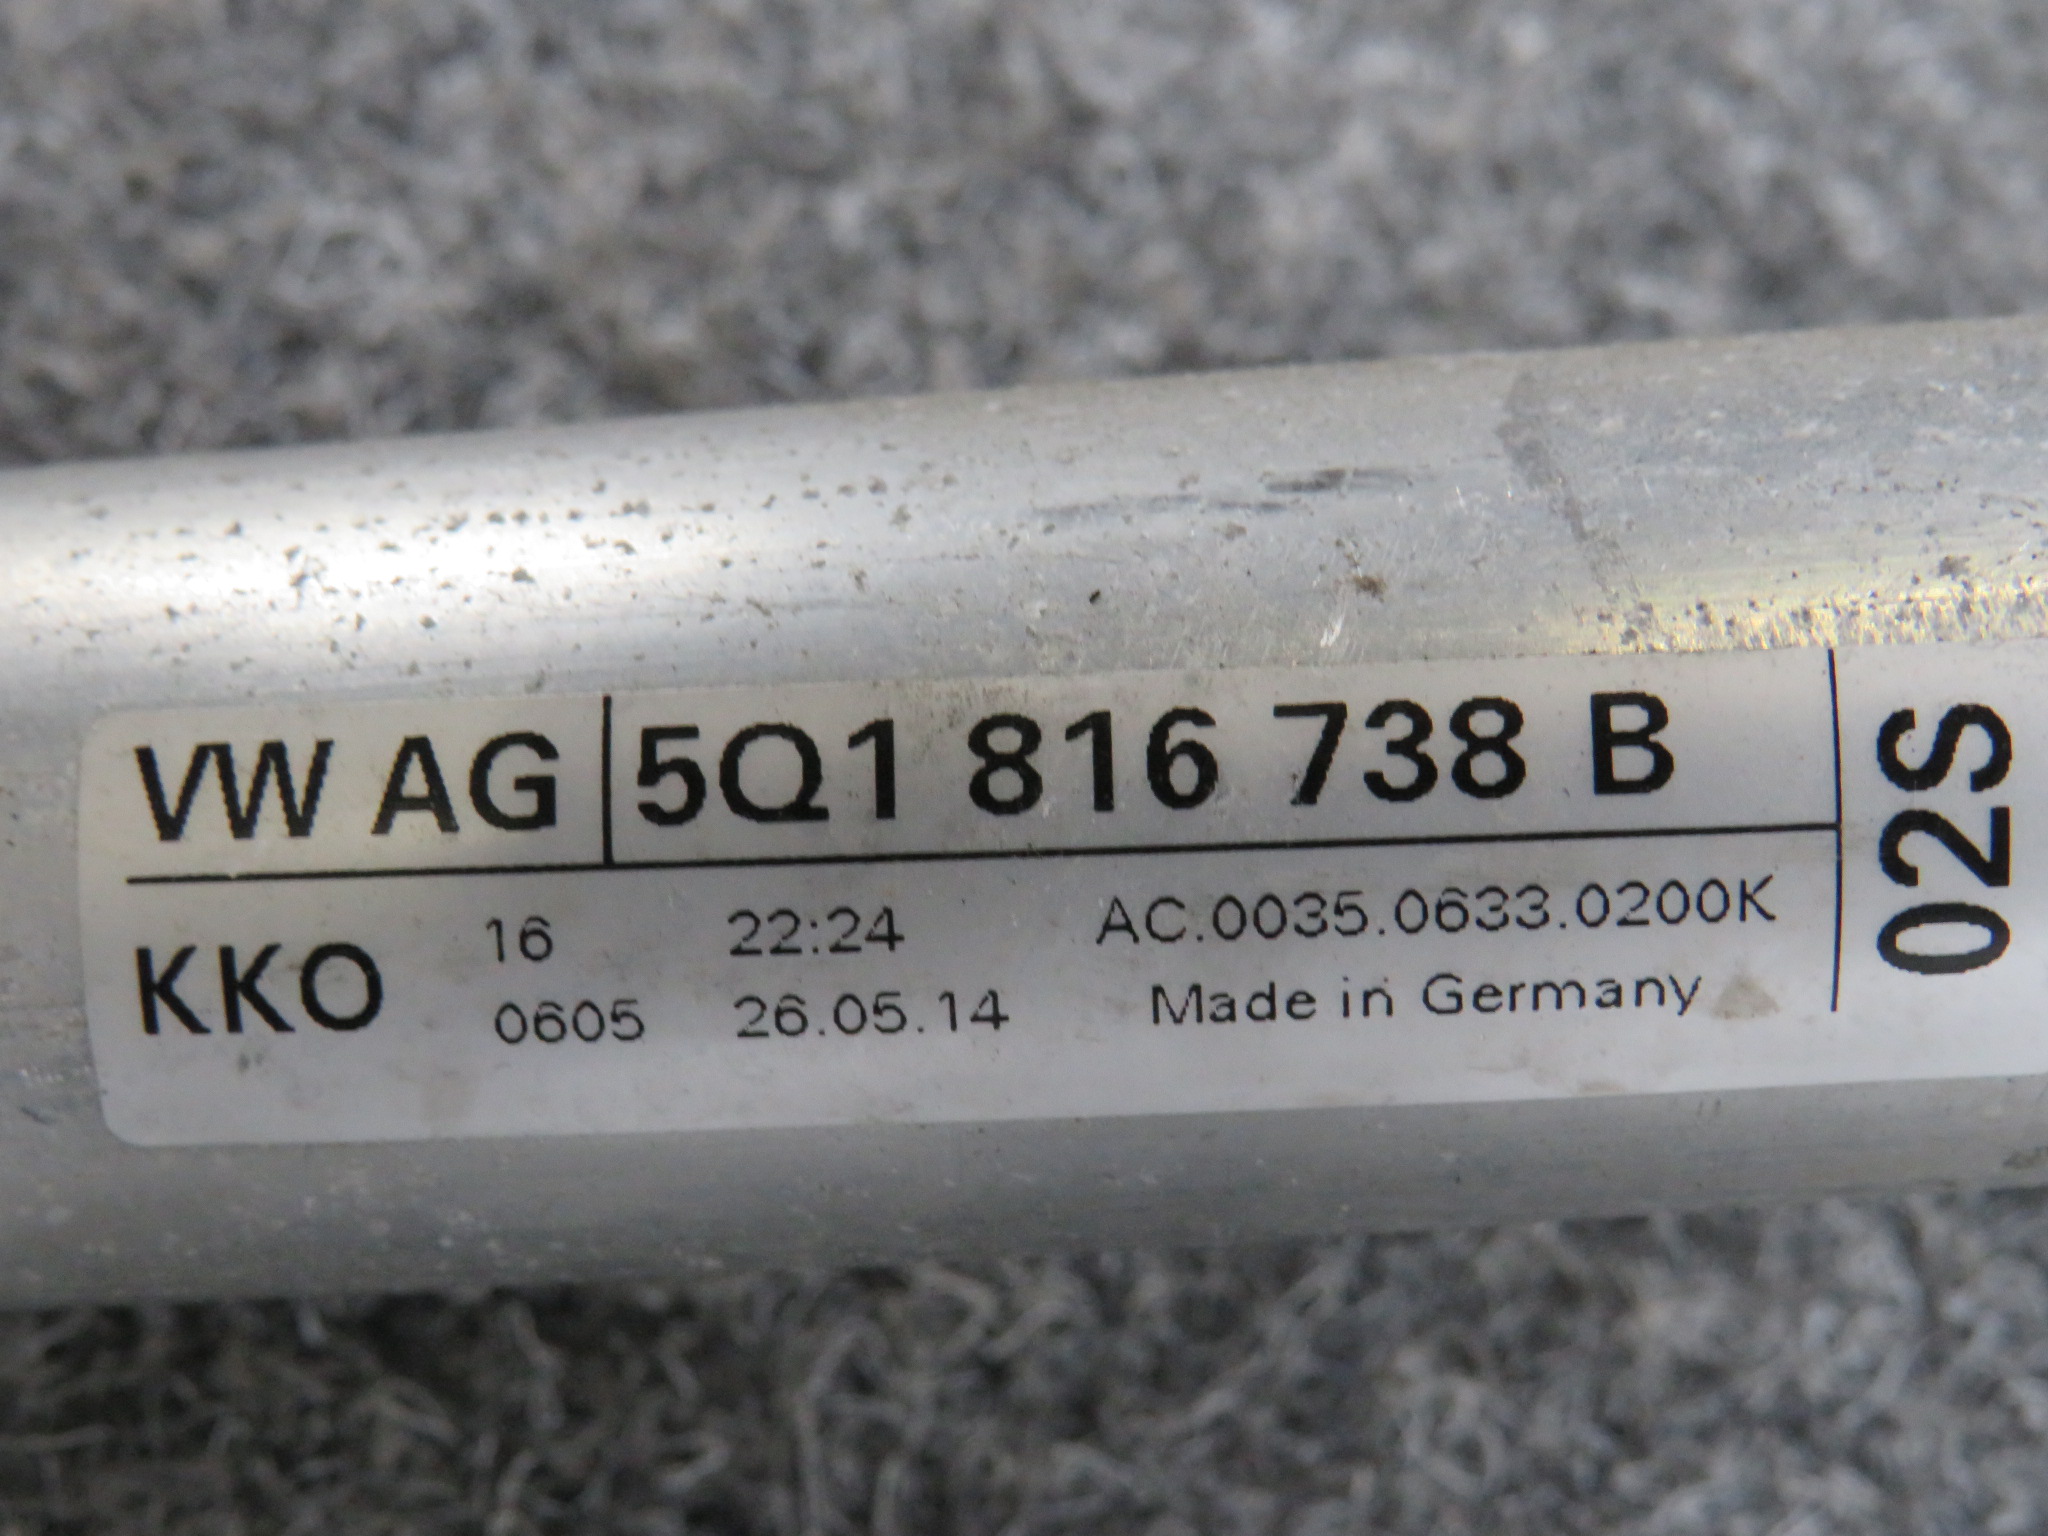 VW AG 5Q1 816 738 B
KKO 16 22:24 AC.0035.0633.0200K
0605 26.05.14 Made in Germany
02S